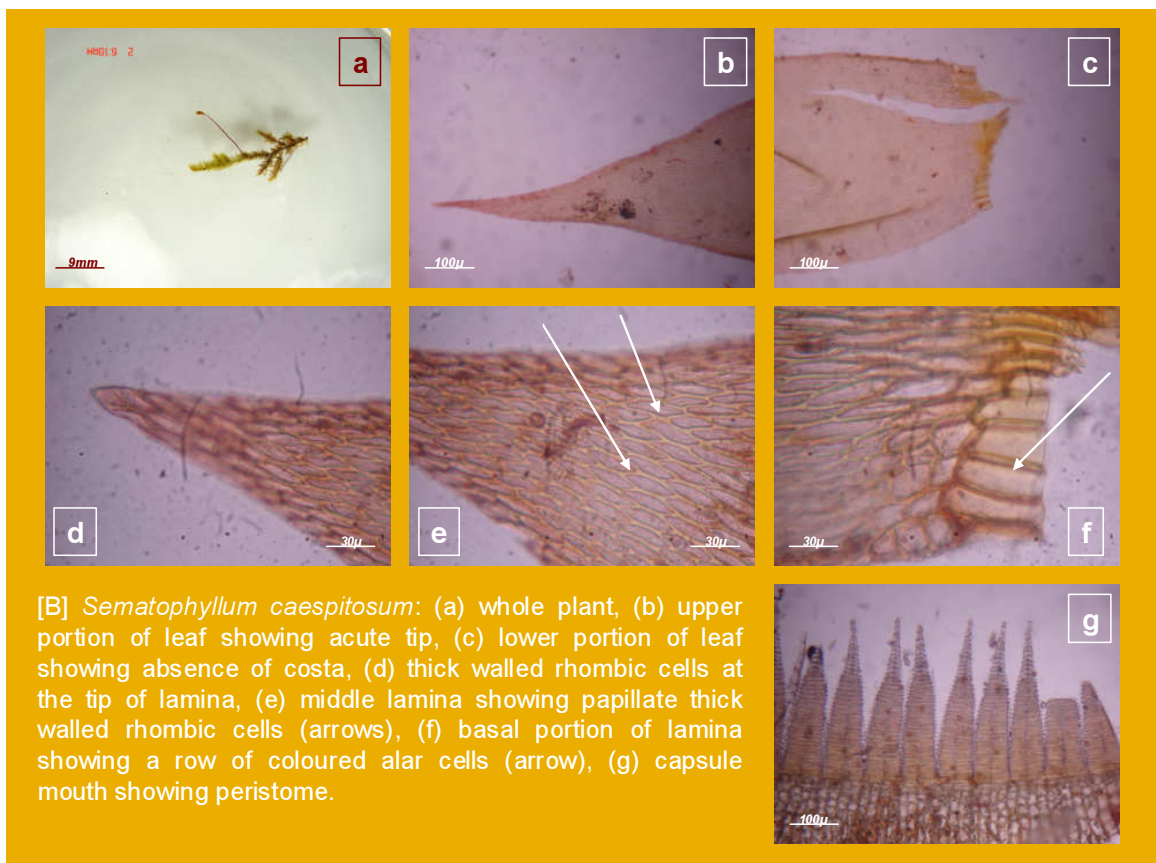 2 6:10AM
a
b
c
9mm
100µ
100µ
d
e
f
30µ
30µ
30µ
[B] Sematophyllum caespitosum: (a) whole plant, (b) upper
portion of leaf showing acute tip, (c) lower portion of leaf
showing absence of costa, (d) thick walled rhombic cells at
the tip of lamina, (e) middle lamina showing papillate thick
walled rhombic cells (arrows), (f) basal portion of lamina
showing a row of coloured alar cells (arrow), (g) capsule
mouth showing peristome.
g
100µ